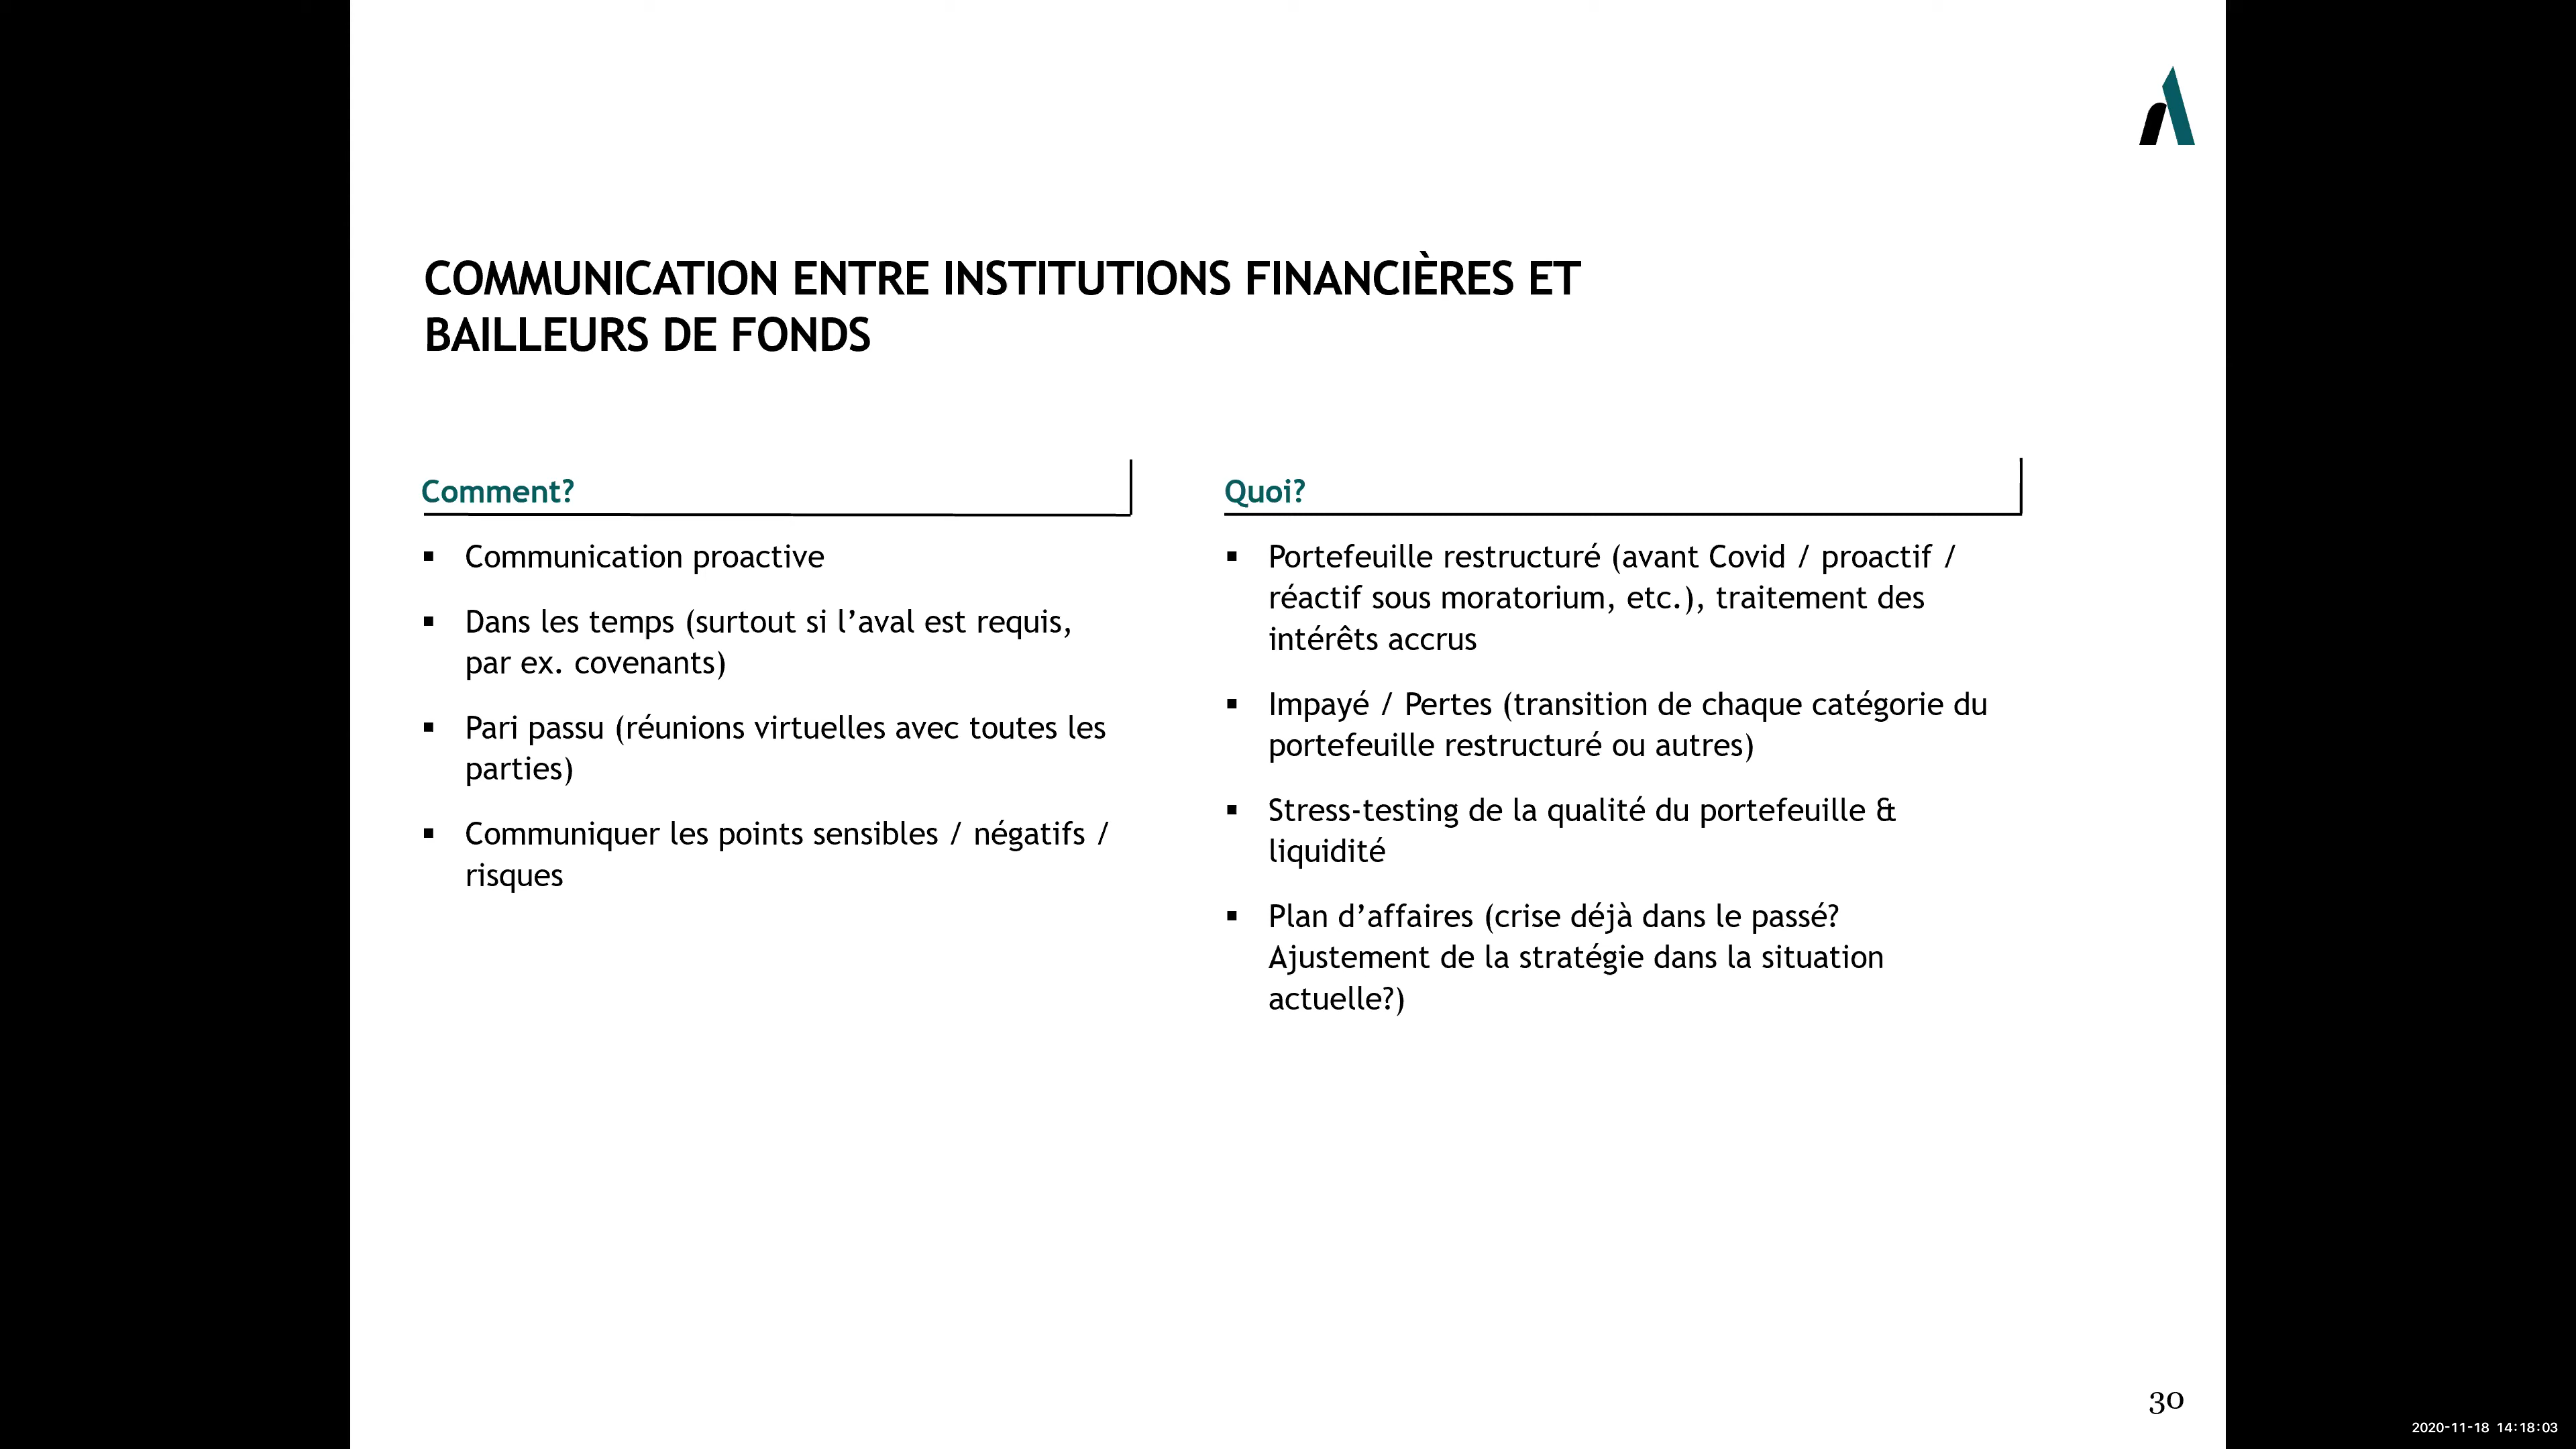 COMMUNICATION ENTRE INSTITUTIONS FINANCIÈRES ET
BAILLEURS DE FONDS
Comment?
▪ Communication proactive
▪ Dans les temps (surtout si l’aval est requis,
par ex. covenants)
▪ Pari passu (réunions virtuelles avec toutes les
parties)
▪ Communiquer les points sensibles / négatifs /
risques
Quoi?
▪ Portefeuille restructuré (avant Covid / proactif /
réactif sous moratorium, etc.), traitement des
intérêts accrus
▪ Impayé / Pertes (transition de chaque catégorie du
portefeuille restructuré ou autres)
▪ Stress-testing de la qualité du portefeuille &
liquidité
▪ Plan d’affaires (crise déjà dans le passé?
Ajustement de la stratégie dans la situation
actuelle?)
30
2020-11-18 14:18:03